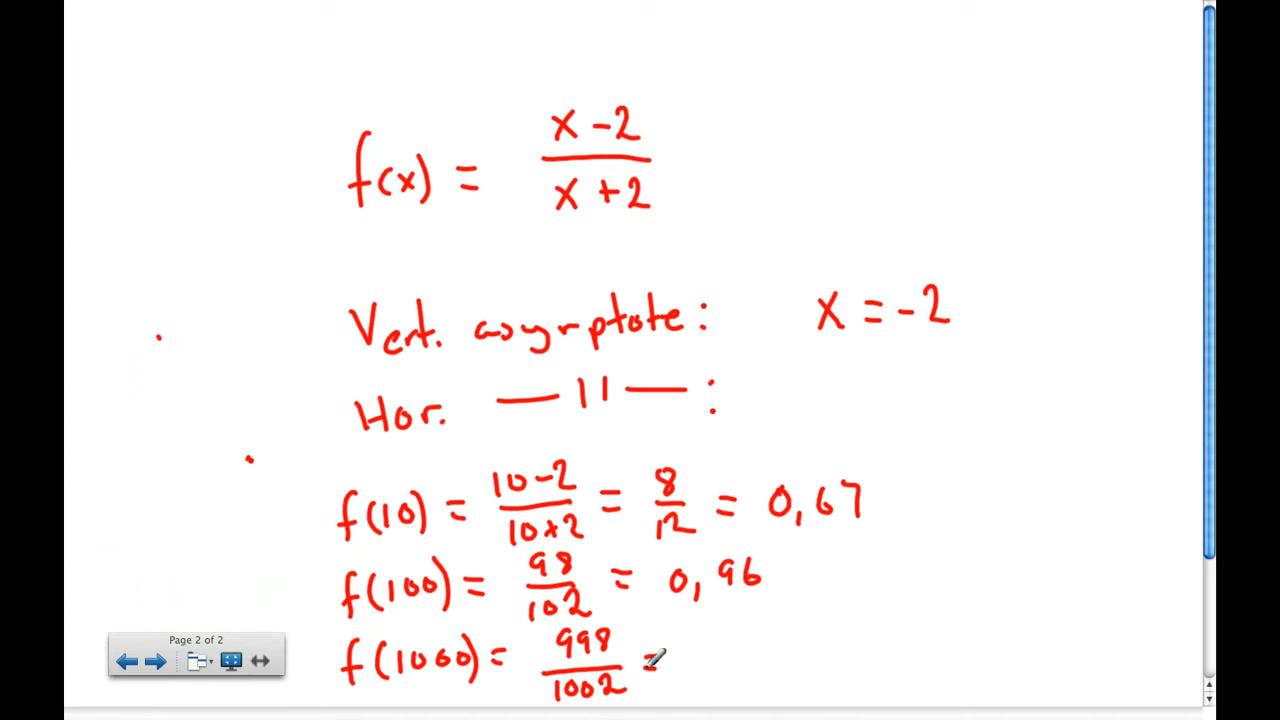 f(x) = x - 2 / x + 2
Vert. asymptote: x = -2
Hor. — 11 — :
f(10) = 10 - 2 / 10 + 2 = 8 / 12 = 0,67
f(100) = 98 / 102 = 0,96
f(1000) = 998 / 1002 =
Page 2 of 2